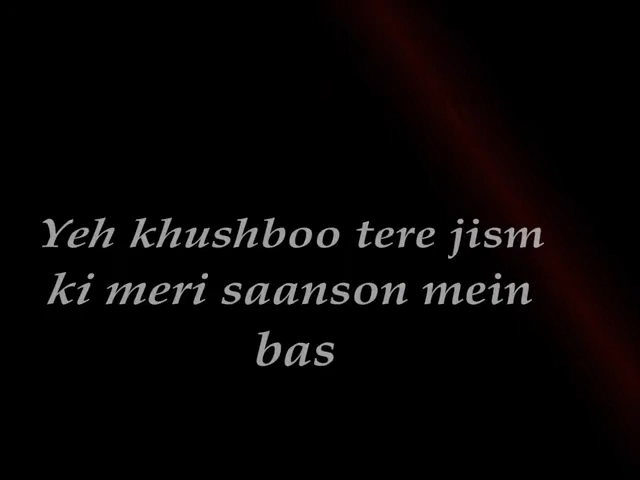 Yeh khushboo tere jism
ki meri saanson mein
bas